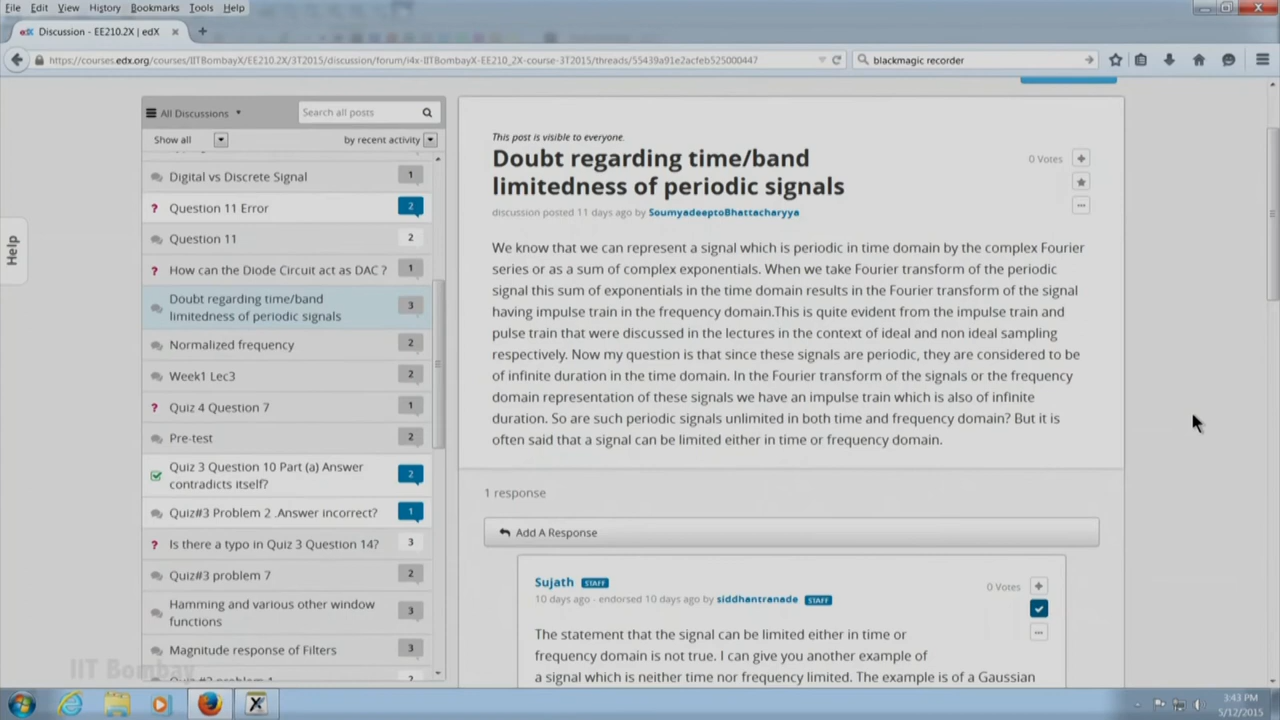 File Edit View History Bookmarks Tools Help
Discussion - EE210.2X | edX
https://courses.edx.org/courses/IITBombayX/EE210.2X/3T2015/discussion/forum/i4x-IITBombayX-EE210_2X-course-3T2015/threads/55439a91e2acfeb525000447
blackmagic recorder
Help
All Discussions
Search all posts
Show all
by recent activity
Digital vs Discrete Signal 1
? Question 11 Error 2
Question 11 2
? How can the Diode Circuit act as DAC ? 1
Doubt regarding time/band
limitedness of periodic signals 3
Normalized frequency 2
Week1 Lec3 2
? Quiz 4 Question 7 1
Pre-test 2
Quiz 3 Question 10 Part (a) Answer
contradicts itself? 2
Quiz#3 Problem 2 .Answer incorrect? 1
? Is there a typo in Quiz 3 Question 14? 3
Quiz#3 problem 7 2
Hamming and various other window
functions 3
Magnitude response of Filters 3
IIT Bombay
This post is visible to everyone.
Doubt regarding time/band
limitedness of periodic signals
0 Votes
discussion posted 11 days ago by SoumyadeeptoBhattacharyya
We know that we can represent a signal which is periodic in time domain by the complex Fourier
series or as a sum of complex exponentials. When we take Fourier transform of the periodic
signal this sum of exponentials in the time domain results in the Fourier transform of the signal
having impulse train in the frequency domain.This is quite evident from the impulse train and
pulse train that were discussed in the lectures in the context of ideal and non ideal sampling
respectively. Now my question is that since these signals are periodic, they are considered to be
of infinite duration in the time domain. In the Fourier transform of the signals or the frequency
domain representation of these signals we have an impulse train which is also of infinite
duration. So are such periodic signals unlimited in both time and frequency domain? But it is
often said that a signal can be limited either in time or frequency domain.
1 response
Add A Response
Sujath STAFF
0 Votes
10 days ago - endorsed 10 days ago by siddhantranade STAFF
The statement that the signal can be limited either in time or
frequency domain is not true. I can give you another example of
a signal which is neither time nor frequency limited. The example is of a Gaussian
3:43 PM
5/12/2015